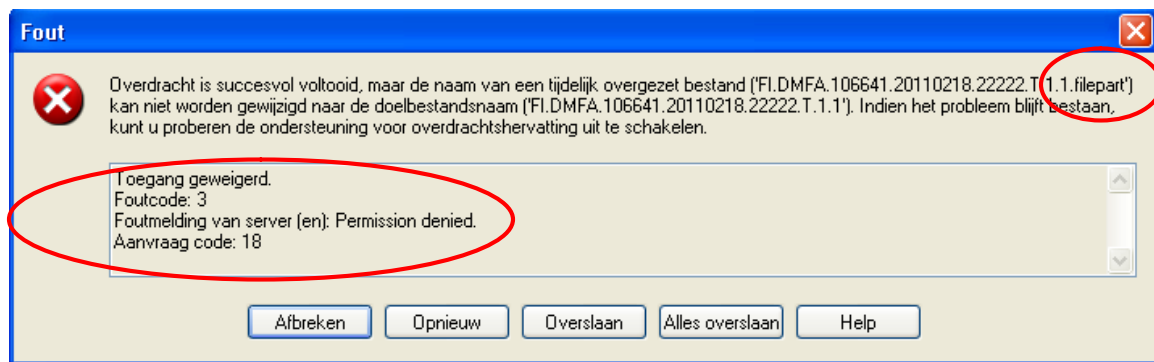 Fout
Overdracht is succesvol voltooid, maar de naam van een tijdelijk overgezet bestand ('FI.DMFA.106641.20110218.22222.T.1.1.filepart')
kan niet worden gewijzigd naar de doelbestandsnaam ('FI.DMFA.106641.20110218.22222.T.1.1'). Indien het probleem blijft bestaan,
kunt u proberen de ondersteuning voor overdrachtshervatting uit te schakelen.
Toegang geweigerd.
Foutcode: 3
Foutmelding van server (en): Permission denied.
Aanvraag code: 18
Afbreken
Opnieuw
Overslaan
Alles overslaan
Help